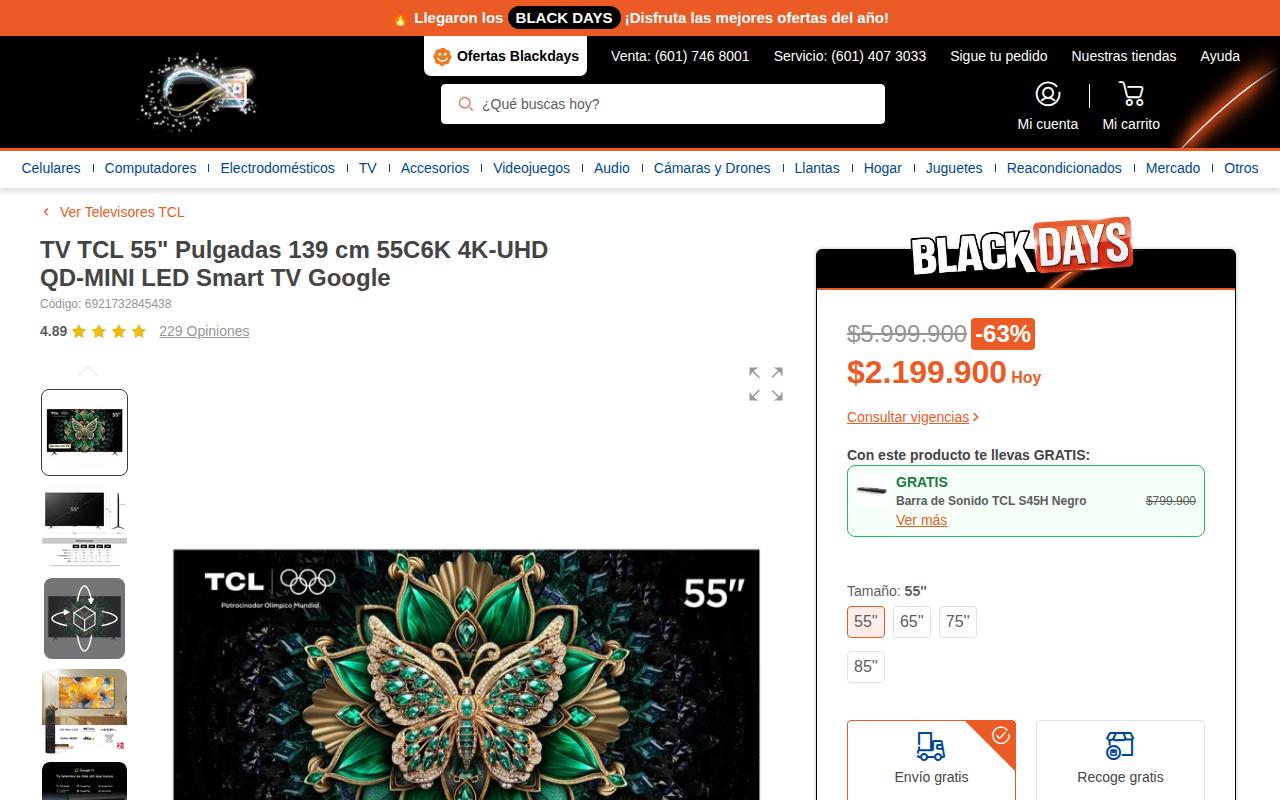 🔥 Llegaron los BLACK DAYS ¡Disfruta las mejores ofertas del año!
Ofertas Blackdays
Venta: (601) 746 8001
Servicio: (601) 407 3033
Sigue tu pedido
Nuestras tiendas
Ayuda
¿Qué buscas hoy?
Mi cuenta
Mi carrito
Celulares
Computadores
Electrodomésticos
TV
Accesorios
Videojuegos
Audio
Cámaras y Drones
Llantas
Hogar
Juguetes
Reacondicionados
Mercado
Otros
Ver Televisores TCL
TV TCL 55" Pulgadas 139 cm 55C6K 4K-UHD
QD-MINI LED Smart TV Google
Código: 6921732845438
4.89
229 Opiniones
TCL
Patrocinador Olímpico Mundial
55"
BLACK DAYS
$5.999.900 -63%
$2.199.900 Hoy
Consultar vigencias
Con este producto te llevas GRATIS:
GRATIS
Barra de Sonido TCL S45H Negro
$799.900
Ver más
Tamaño: 55"
55"
65"
75"
85"
Envío gratis
Recoge gratis